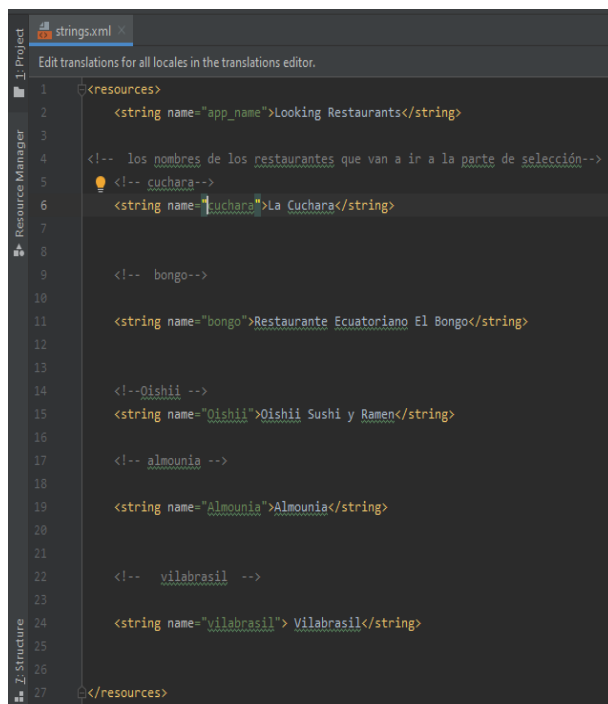 strings.xml ×
Edit translations for all locales in the translations editor.
1: Project
Resource Manager
Z: Structure
1 <resources>
2 <string name="app_name">Looking Restaurants</string>
3
4 <!-- los nombres de los restaurantes que van a ir a la parte de selección-->
5 <!-- cuchara-->
6 <string name="cuchara">La Cuchara</string>
7
8
9 <!-- bongo-->
10
11 <string name="bongo">Restaurante Ecuatoriano El Bongo</string>
12
13
14 <!--Oishii -->
15 <string name="Oishii">Oishii Sushi y Ramen</string>
16
17 <!-- almounia -->
18
19 <string name="Almounia">Almounia</string>
20
21
22 <!-- vilabrasil -->
23
24 <string name="vilabrasil"> Vilabrasil</string>
25
26
27 </resources>